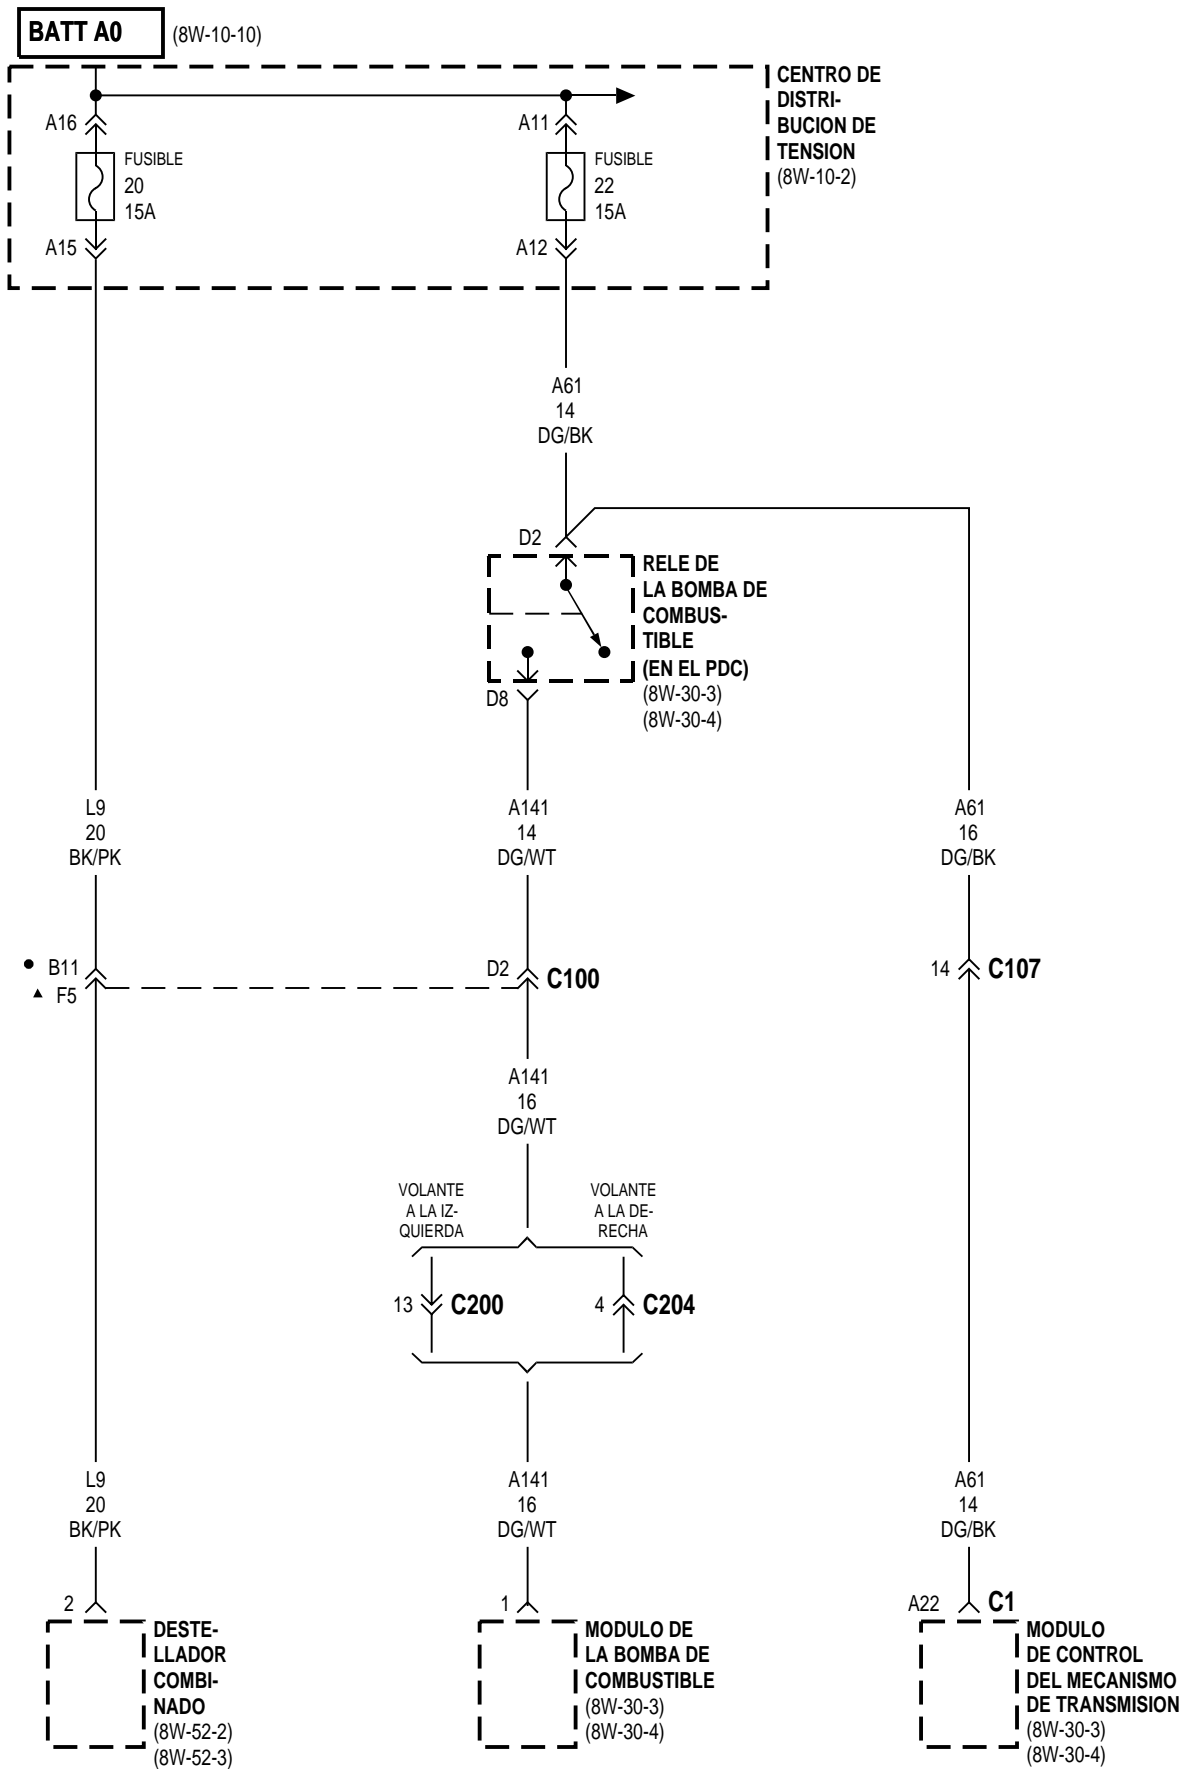 BATT A0 (8W-10-10)
CENTRO DE
DISTRI-
BUCION DE
TENSION
(8W-10-2)
A16
FUSIBLE
20
15A
A15
A11
FUSIBLE
22
15A
A12
A61
14
DG/BK
D2
RELE DE
LA BOMBA DE
COMBUS-
TIBLE
(EN EL PDC)
(8W-30-3)
(8W-30-4)
D8
L9
20
BK/PK
A141
14
DG/WT
A61
16
DG/BK
● B11
▲ F5
D2 C100
14 C107
A141
16
DG/WT
VOLANTE
A LA IZ-
QUIERDA
VOLANTE
A LA DE-
RECHA
13 C200
4 C204
L9
20
BK/PK
A141
16
DG/WT
A61
14
DG/BK
2
DESTE-
LLADOR
COMBI-
NADO
(8W-52-2)
(8W-52-3)
1
MODULO DE
LA BOMBA DE
COMBUSTIBLE
(8W-30-3)
(8W-30-4)
A22 C1
MODULO
DE CONTROL
DEL MECANISMO
DE TRANSMISION
(8W-30-3)
(8W-30-4)